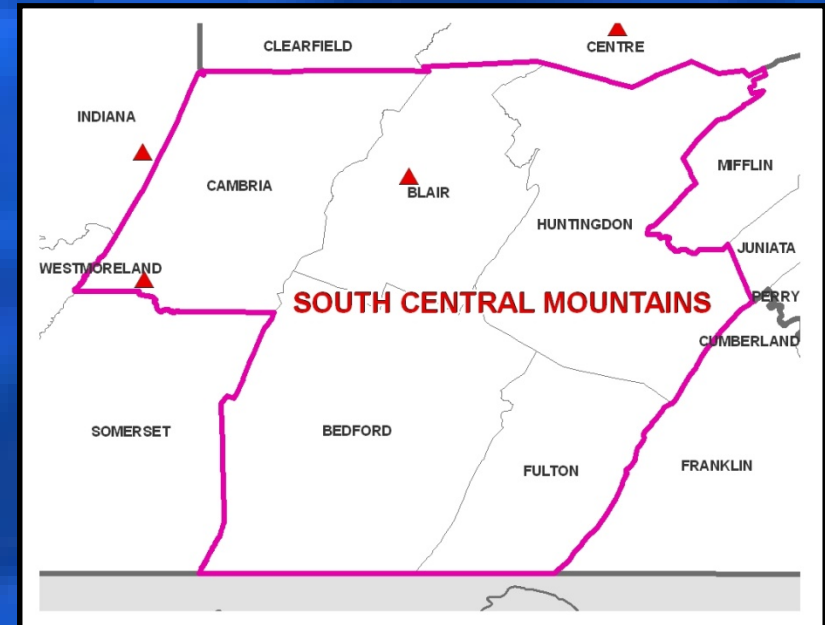 CLEARFIELD
CENTRE
INDIANA
MIFFLIN
CAMBRIA
BLAIR
HUNTINGDON
JUNIATA
WESTMORELAND
PERRY
SOUTH CENTRAL MOUNTAINS
CUMBERLAND
SOMERSET
BEDFORD
FULTON
FRANKLIN